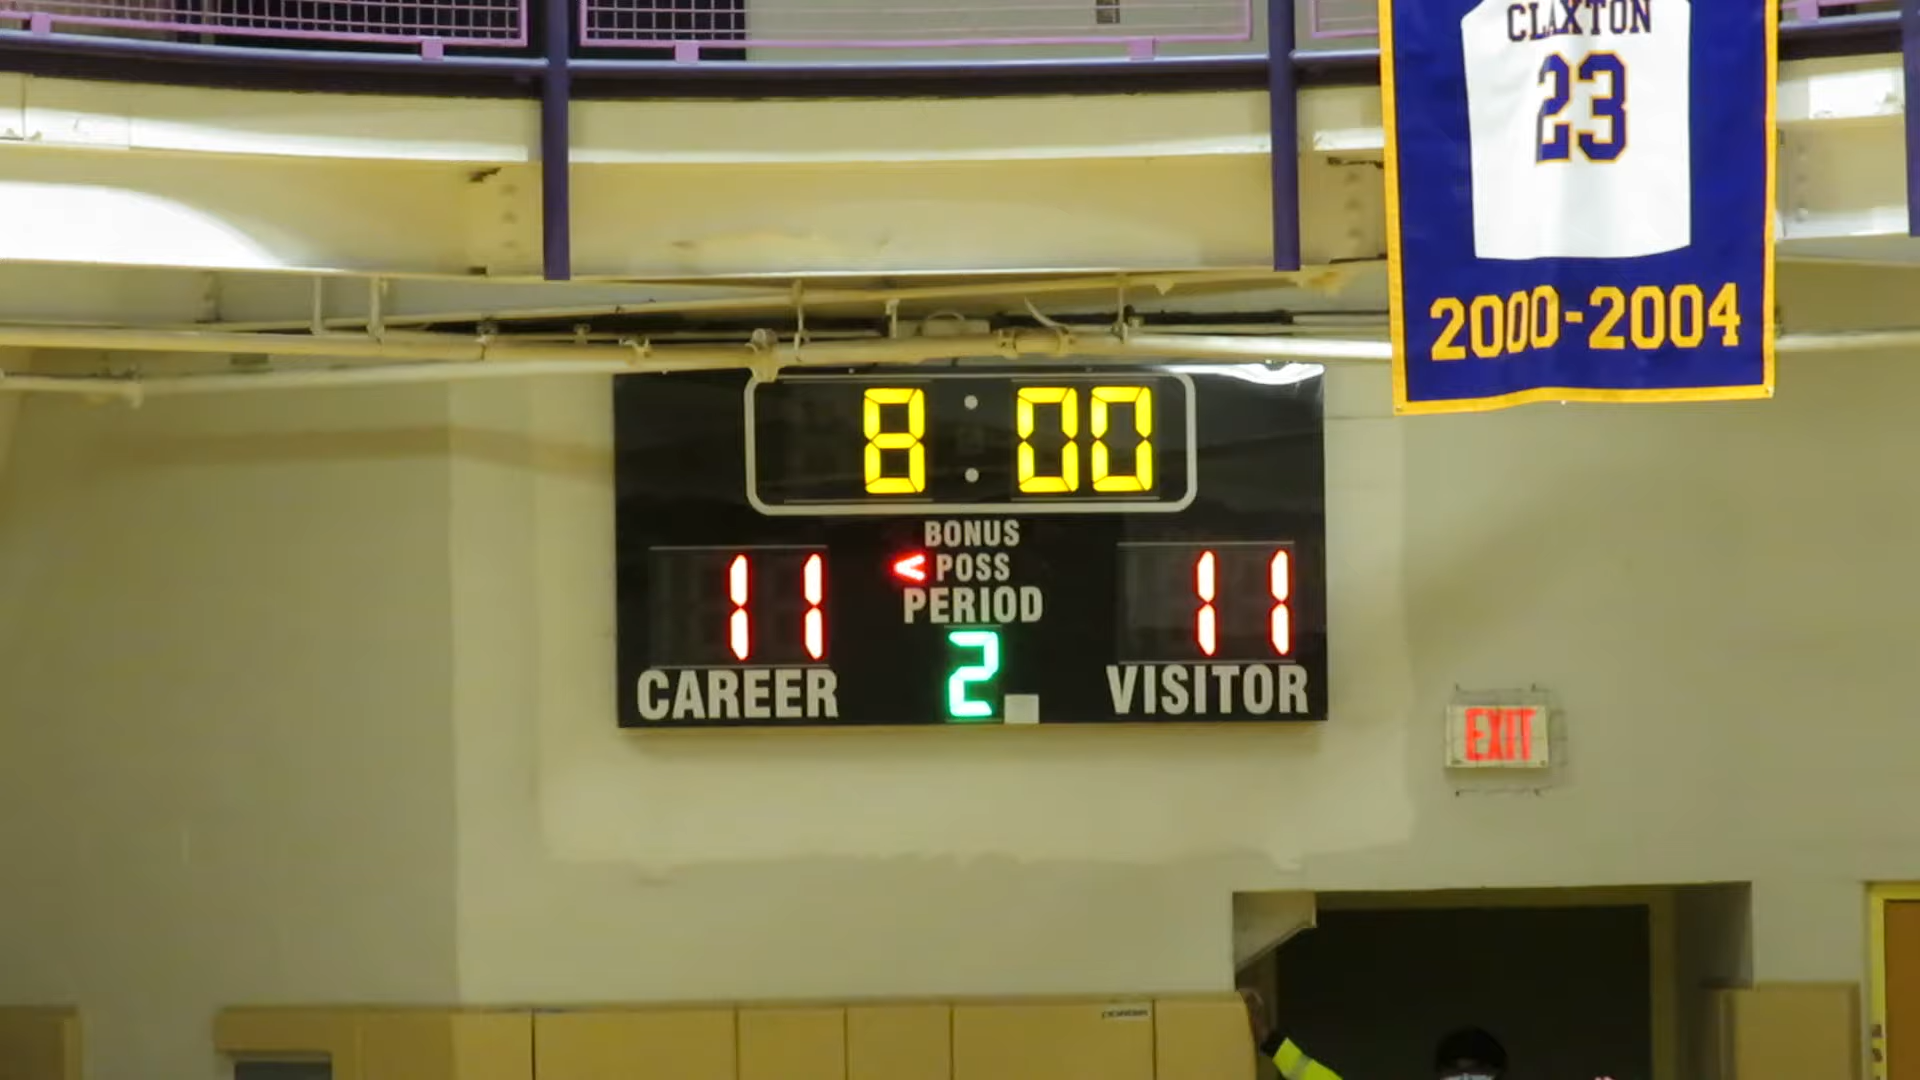 CLAXTON
23
2000-2004
8:00
BONUS
< POSS
PERIOD
11
2
11
CAREER
VISITOR
EXIT